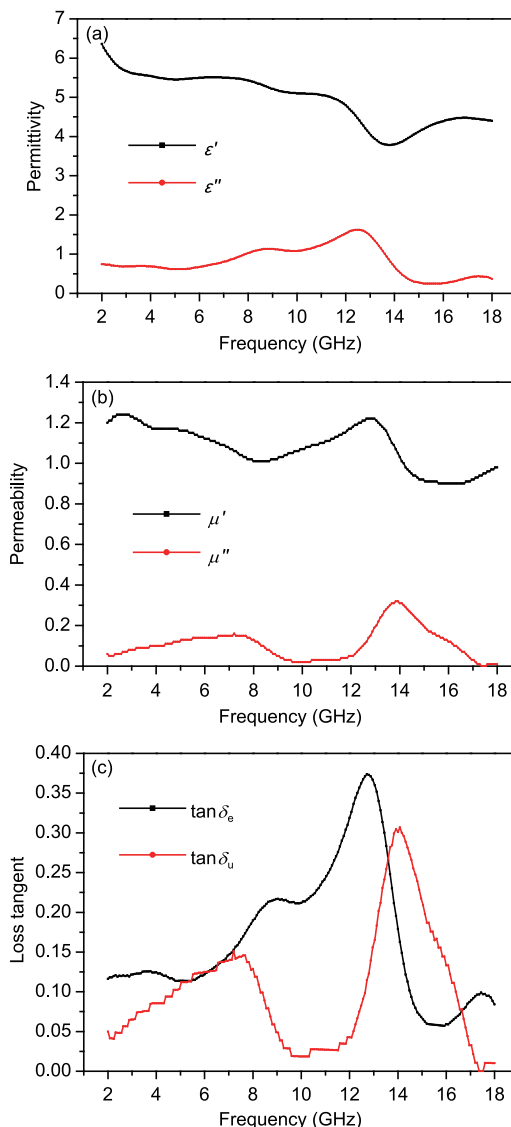 (a)
7
6
5
4
3
2
1
0
Permittivity
ε'
ε''
2 4 6 8 10 12 14 16 18
Frequency (GHz)
(b)
1.4
1.2
1.0
0.8
0.6
0.4
0.2
0.0
Permeability
μ'
μ''
2 4 6 8 10 12 14 16 18
Frequency (GHz)
(c)
0.40
0.35
0.30
0.25
0.20
0.15
0.10
0.05
0.00
Loss tangent
tan δe
tan δu
2 4 6 8 10 12 14 16 18
Frequency (GHz)